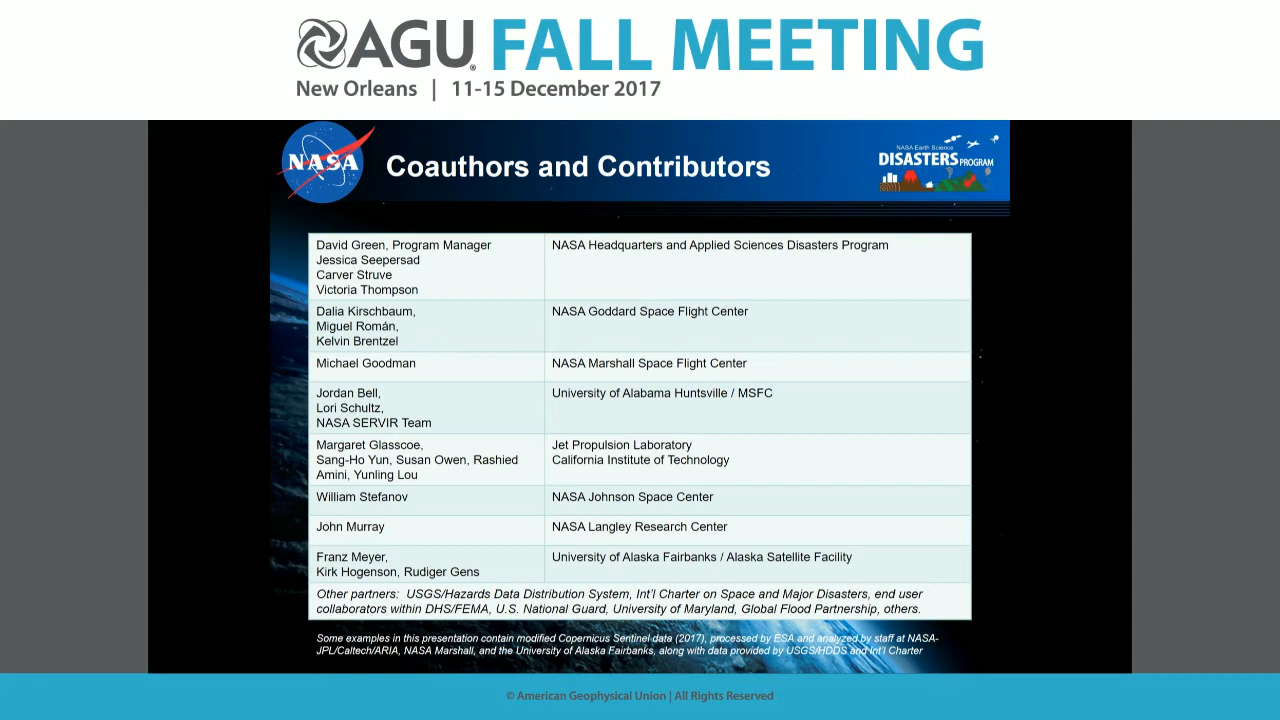 AGU FALL MEETING
New Orleans | 11-15 December 2017
NASA
Coauthors and Contributors
NASA Earth Science
DISASTERS PROGRAM
David Green, Program Manager
Jessica Seepersad
Carver Struve
Victoria Thompson
NASA Headquarters and Applied Sciences Disasters Program
Dalia Kirschbaum,
Miguel Román,
Kelvin Brentzel
NASA Goddard Space Flight Center
Michael Goodman
NASA Marshall Space Flight Center
Jordan Bell,
Lori Schultz,
NASA SERVIR Team
University of Alabama Huntsville / MSFC
Margaret Glasscoe,
Sang-Ho Yun, Susan Owen, Rashied
Amini, Yunling Lou
Jet Propulsion Laboratory
California Institute of Technology
William Stefanov
NASA Johnson Space Center
John Murray
NASA Langley Research Center
Franz Meyer,
Kirk Hogenson, Rudiger Gens
University of Alaska Fairbanks / Alaska Satellite Facility
Other partners: USGS/Hazards Data Distribution System, Int'l Charter on Space and Major Disasters, end user
collaborators within DHS/FEMA, U.S. National Guard, University of Maryland, Global Flood Partnership, others.
Some examples in this presentation contain modified Copernicus Sentinel data (2017), processed by ESA and analyzed by staff at NASA-
JPL/Caltech/ARIA, NASA Marshall, and the University of Alaska Fairbanks, along with data provided by USGS/HDDS and Int'l Charter
© American Geophysical Union | All Rights Reserved